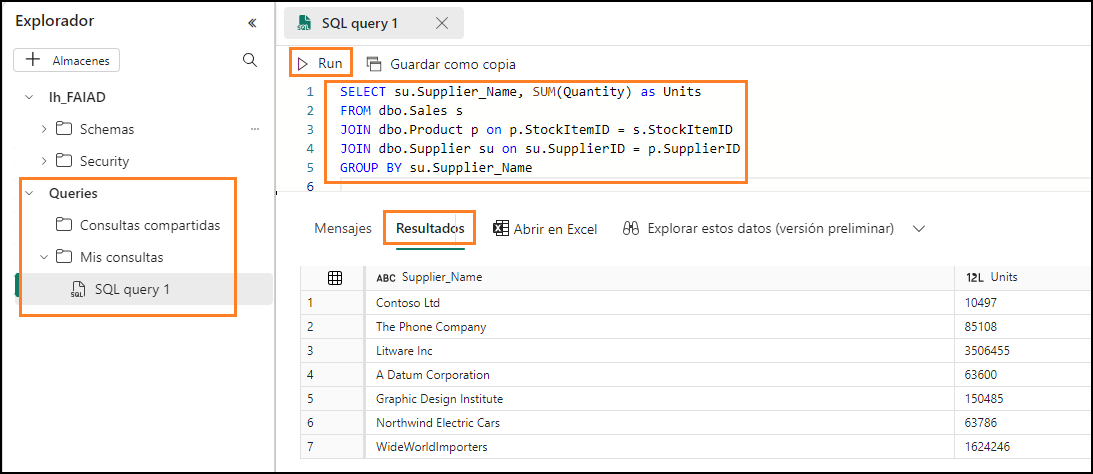 Explorador
«
Almacenes
lh_FAIAD
Schemas
...
Security
Queries
Consultas compartidas
Mis consultas
SQL query 1
SQL query 1
Run
Guardar como copia
1 SELECT su.Supplier_Name, SUM(Quantity) as Units
2 FROM dbo.Sales s
3 JOIN dbo.Product p on p.StockItemID = s.StockItemID
4 JOIN dbo.Supplier su on su.SupplierID = p.SupplierID
5 GROUP BY su.Supplier_Name
6
Mensajes Resultados Abrir en Excel Explorar estos datos (versión preliminar)
ABC Supplier_Name 12L Units
1 Contoso Ltd 10497
2 The Phone Company 85108
3 Litware Inc 3506455
4 A Datum Corporation 63600
5 Graphic Design Institute 150485
6 Northwind Electric Cars 63786
7 WideWorldImporters 1624246